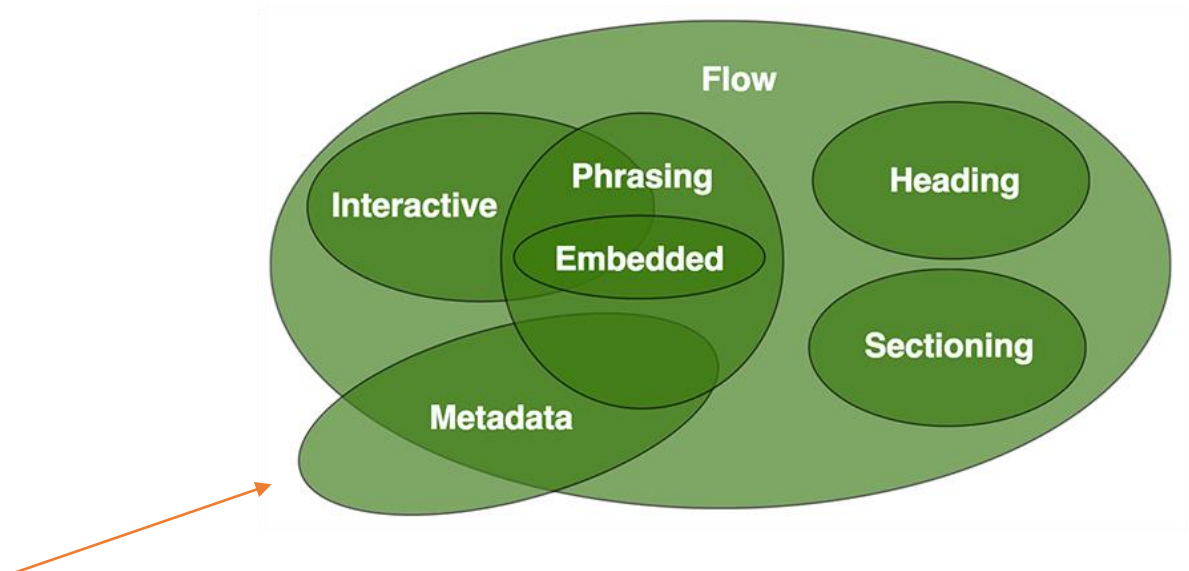 Flow
Phrasing
Heading
Interactive
Embedded
Sectioning
Metadata